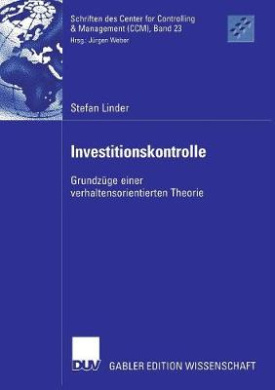 Schriften des Center for Controlling
& Management (CCM), Band 23
Hrsg.: Jürgen Weber
Stefan Linder
Investitionskontrolle
Grundzüge einer
verhaltensorientierten Theorie
DUV
GABLER EDITION WISSENSCHAFT